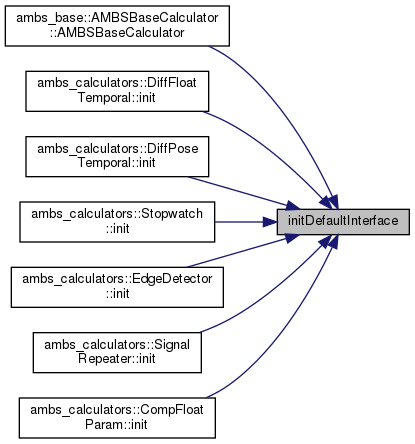 ambs_base::AMBSBaseCalculator
::AMBSBaseCalculator
ambs_calculators::DiffFloat
Temporal::init
ambs_calculators::DiffPose
Temporal::init
initDefaultInterface
ambs_calculators::Stopwatch
::init
ambs_calculators::EdgeDetector
::init
ambs_calculators::Signal
Repeater::init
ambs_calculators::CompFloat
Param::init